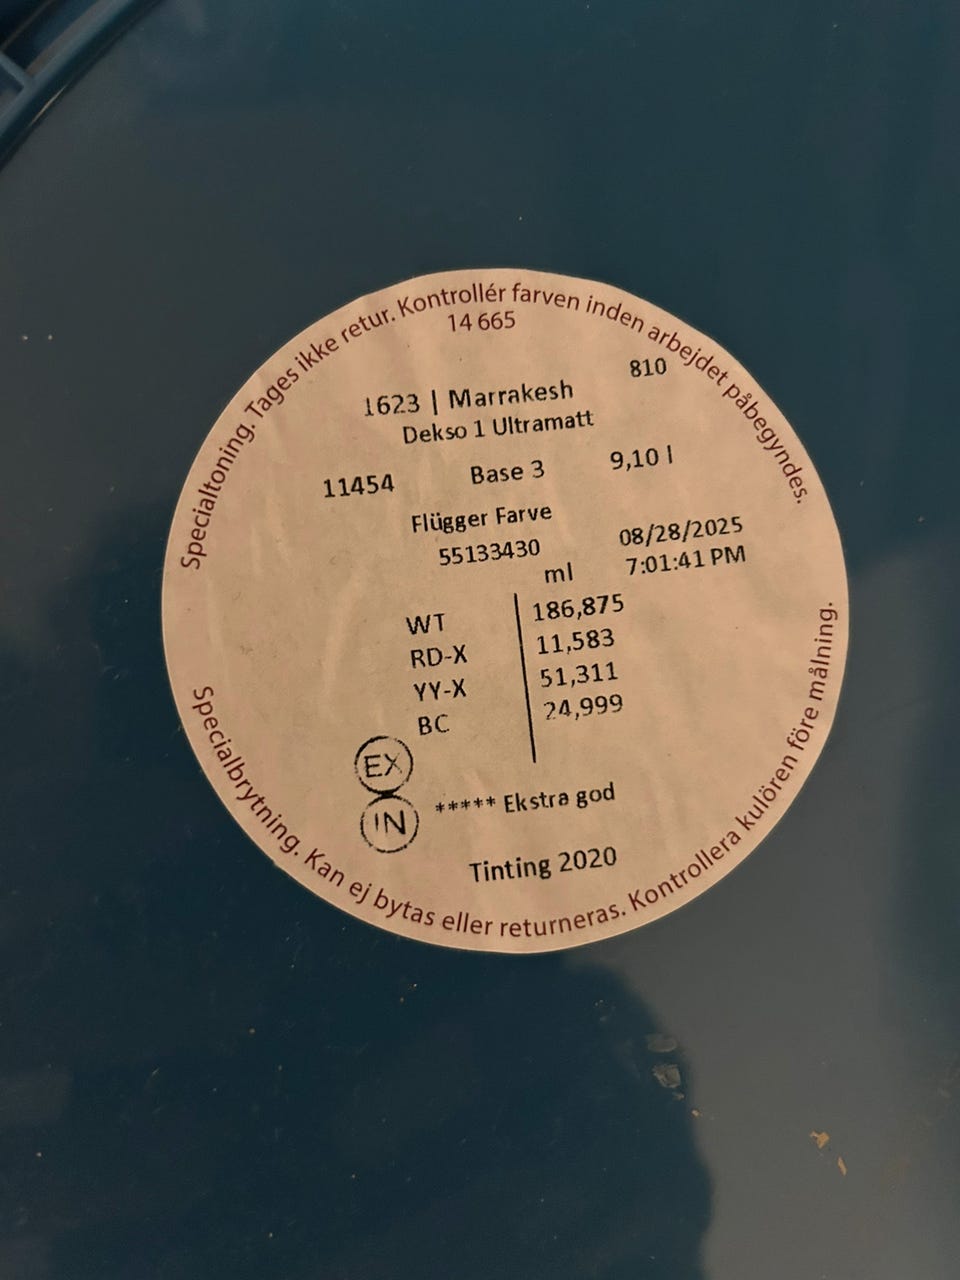 Specialtoning. Tages ikke retur. Kontrollér farven inden arbejdet påbegyndes.
14 665
810
1623 | Marrakesh
Dekso 1 Ultramatt
11454 Base 3 9,10 l
Flügger Farve
55133430 08/28/2025
ml 7:01:41 PM
WT 186,875
RD-X 11,583
YY-X 51,311
BC 24,999
EX
IN ***** Ekstra god
Tinting 2020
Specialbrytning. Kan ej bytas eller returneras. Kontrollera kulören före målning.